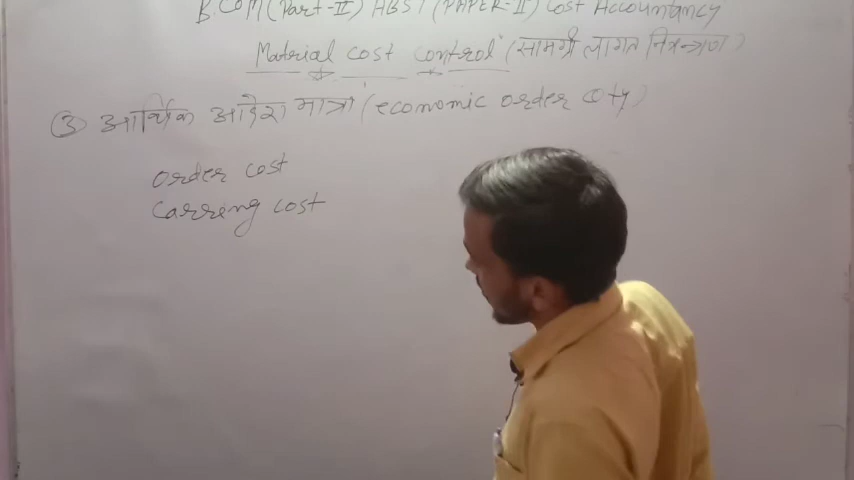 B.COM (Part-II) ABST (PAPER-II) Cost Accountancy
Material cost control (सामग्री लागत नियन्त्रण)
③ आर्थिक आदेश मात्रा (economic order Qty)
order cost
Carring cost